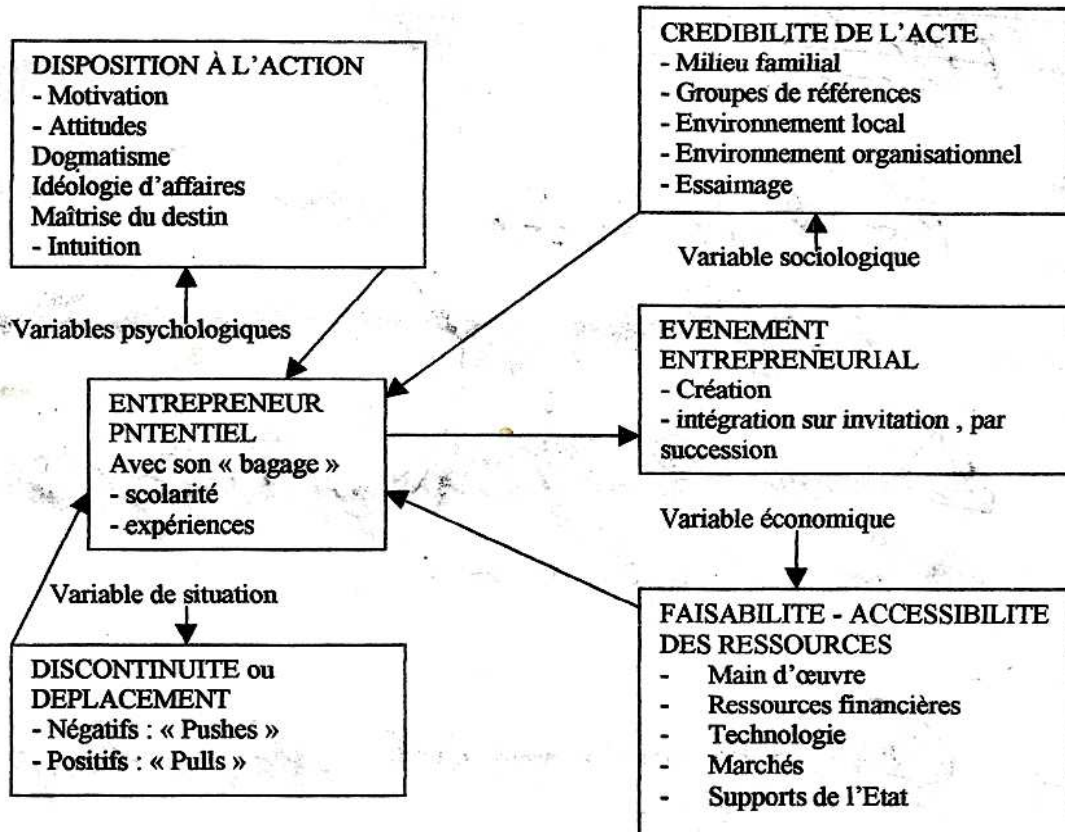 DISPOSITION À L'ACTION
- Motivation
- Attitudes
Dogmatisme
Idéologie d'affaires
Maîtrise du destin
- Intuition
Variables psychologiques
CREDIBILITE DE L'ACTE
- Milieu familial
- Groupes de références
- Environnement local
- Environnement organisationnel
- Essaimage
Variable sociologique
ENTREPRENEUR
PNTENTIEL
Avec son « bagage »
- scolarité
- expériences
EVENEMENT
ENTREPRENEURIAL
- Création
- intégration sur invitation , par
succession
Variable de situation
DISCONTINUITE ou
DEPLACEMENT
- Négatifs : « Pushes »
- Positifs : « Pulls »
Variable économique
FAISABILITE - ACCESSIBILITE
DES RESSOURCES
- Main d'œuvre
- Ressources financières
- Technologie
- Marchés
- Supports de l'Etat